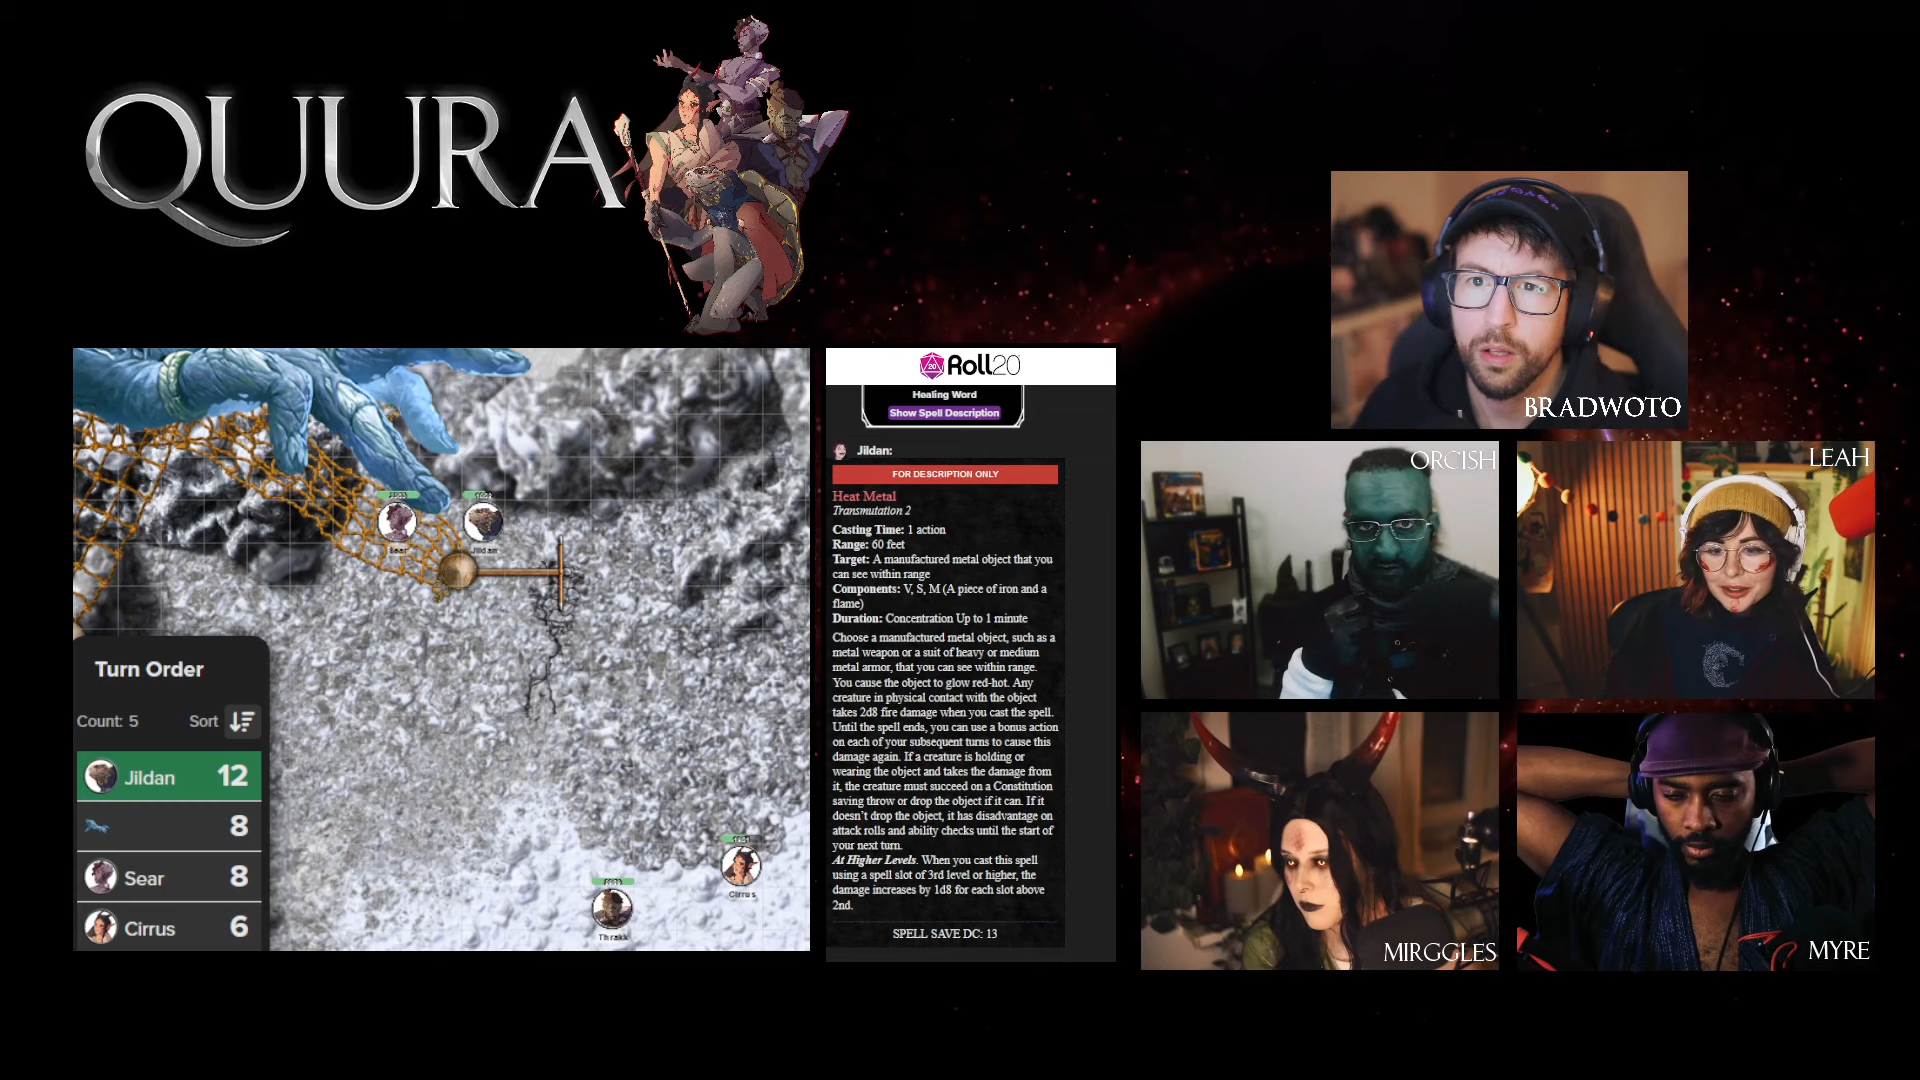 QUURA
BRADWOTO
Roll20
Healing Word
Show Spell Description
Jildan:
FOR DESCRIPTION ONLY
Heat Metal
Transmutation 2
Casting Time: 1 action
Range: 60 feet
Target: A manufactured metal object that you
can see within range
Components: V, S, M (A piece of iron and a
flame)
Duration: Concentration Up to 1 minute
Choose a manufactured metal object, such as a
metal weapon or a suit of heavy or medium
metal armor, that you can see within range.
You cause the object to glow red-hot. Any
creature in physical contact with the object
takes 2d8 fire damage when you cast the spell.
Until the spell ends, you can use a bonus action
on each of your subsequent turns to cause this
damage again. If a creature is holding or
wearing the object and takes the damage from
it, the creature must succeed on a Constitution
saving throw or drop the object if it can. If it
doesn't drop the object, it has disadvantage on
attack rolls and ability checks until the start of
your next turn.
At Higher Levels. When you cast this spell
using a spell slot of 3rd level or higher, the
damage increases by 1d8 for each slot above
2nd.
SPELL SAVE DC: 13
Sear
Jildan
Thrakk
Cirrus
Turn Order
Count: 5 Sort
Jildan 12
8
Sear 8
Cirrus 6
ORCISH
LEAH
MIRGGLES
MYRE